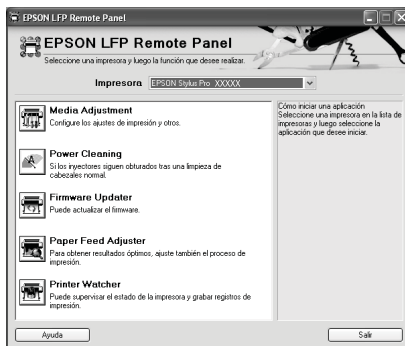 EPSON LFP Remote Panel
EPSON LFP Remote Panel
Seleccione una impresora y luego la función que desee realizar.
Impresora EPSON Stylus Pro XXXXX
Media Adjustment
Configure los ajustes de impresión y otros.
Power Cleaning
Si los inyectores siguen obturados tras una limpieza de
cabezales normal.
Firmware Updater
Puede actualizar el firmware.
Paper Feed Adjuster
Para obtener resultados óptimos, ajuste también el proceso de
impresión.
Printer Watcher
Puede supervisar el estado de la impresora y grabar registros de
impresión.
Cómo iniciar una aplicación
Seleccione una impresora en la lista de
impresoras y luego seleccione la
aplicación que desee iniciar.
Ayuda
Salir